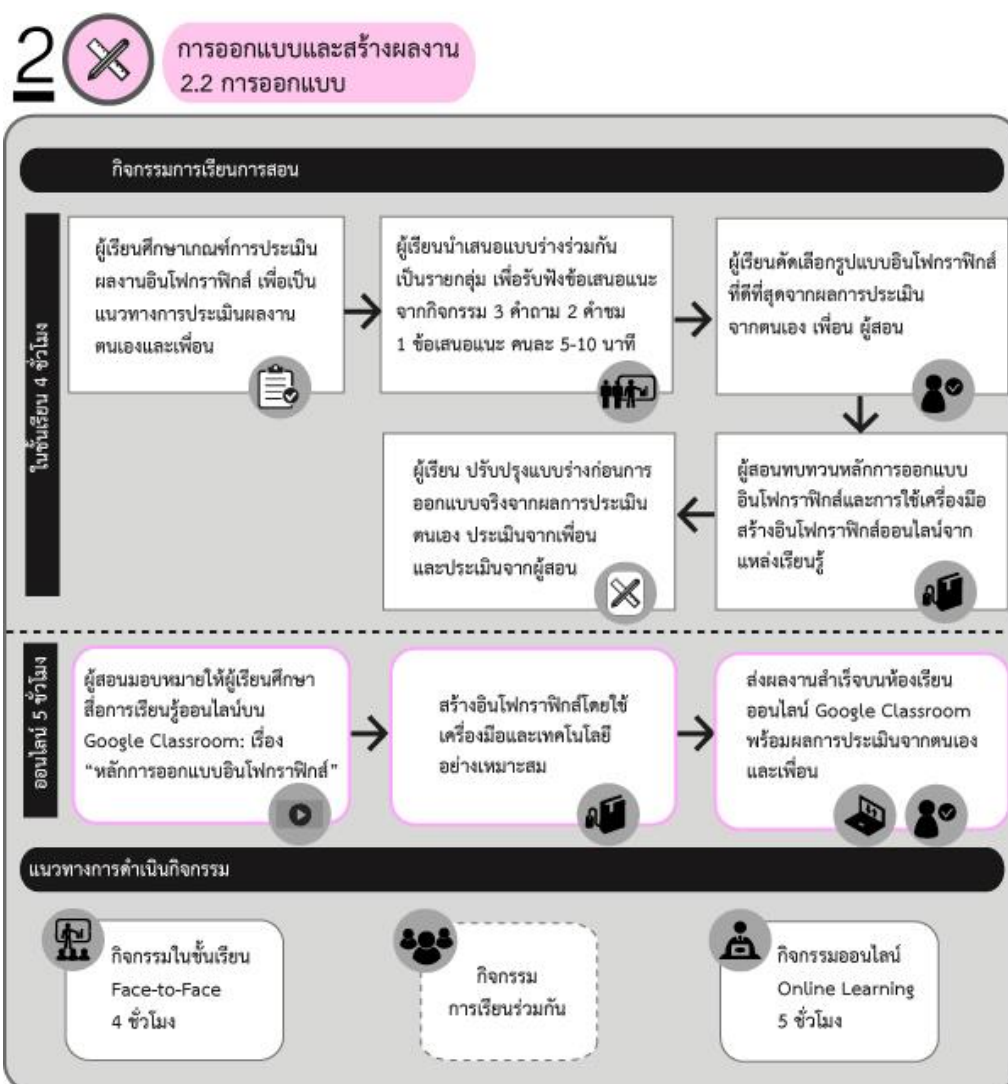 2
การออกแบบและสร้างผลงาน
2.2 การออกแบบ
กิจกรรมการเรียนการสอน
ในชั้นเรียน 4 ชั่วโมง
ผู้เรียนศึกษาเกณฑ์การประเมิน
ผลงานอินโฟกราฟิกส์ เพื่อเป็น
แนวทางการประเมินผลงาน
ตนเองและเพื่อน
ผู้เรียนนำเสนอแบบร่างร่วมกัน
เป็นรายกลุ่ม เพื่อรับฟังข้อเสนอแนะ
จากกิจกรรม 3 คำถาม 2 คำชม
1 ข้อเสนอแนะ คนละ 5-10 นาที
ผู้เรียนคัดเลือกรูปแบบอินโฟกราฟิกส์
ที่ดีที่สุดจากผลการประเมิน
จากตนเอง เพื่อน ผู้สอน
ผู้สอนทบทวนหลักการออกแบบ
อินโฟกราฟิกส์และการใช้เครื่องมือ
สร้างอินโฟกราฟิกส์ออนไลน์จาก
แหล่งเรียนรู้
ผู้เรียน ปรับปรุงแบบร่างก่อนการ
ออกแบบจริงจากผลการประเมิน
ตนเอง ประเมินจากเพื่อน
และประเมินจากผู้สอน
ออนไลน์ 5 ชั่วโมง
ผู้สอนมอบหมายให้ผู้เรียนศึกษา
สื่อการเรียนรู้ออนไลน์บน
Google Classroom: เรื่อง
“หลักการออกแบบอินโฟกราฟิกส์”
สร้างอินโฟกราฟิกส์โดยใช้
เครื่องมือและเทคโนโลยี
อย่างเหมาะสม
ส่งผลงานสำเร็จบนห้องเรียน
ออนไลน์ Google Classroom
พร้อมผลการประเมินจากตนเอง
และเพื่อน
แนวทางการดำเนินกิจกรรม
กิจกรรมในชั้นเรียน
Face-to-Face
4 ชั่วโมง
กิจกรรม
การเรียนร่วมกัน
กิจกรรมออนไลน์
Online Learning
5 ชั่วโมง